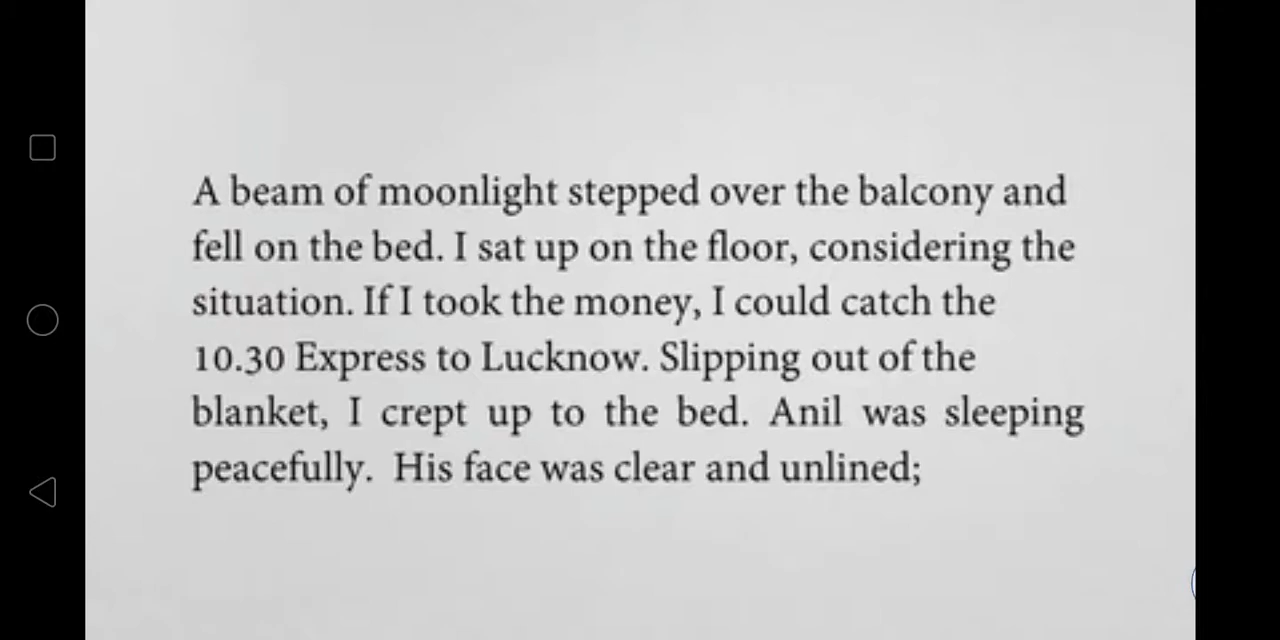 A beam of moonlight stepped over the balcony and
fell on the bed. I sat up on the floor, considering the
situation. If I took the money, I could catch the
10.30 Express to Lucknow. Slipping out of the
blanket, I crept up to the bed. Anil was sleeping
peacefully. His face was clear and unlined;